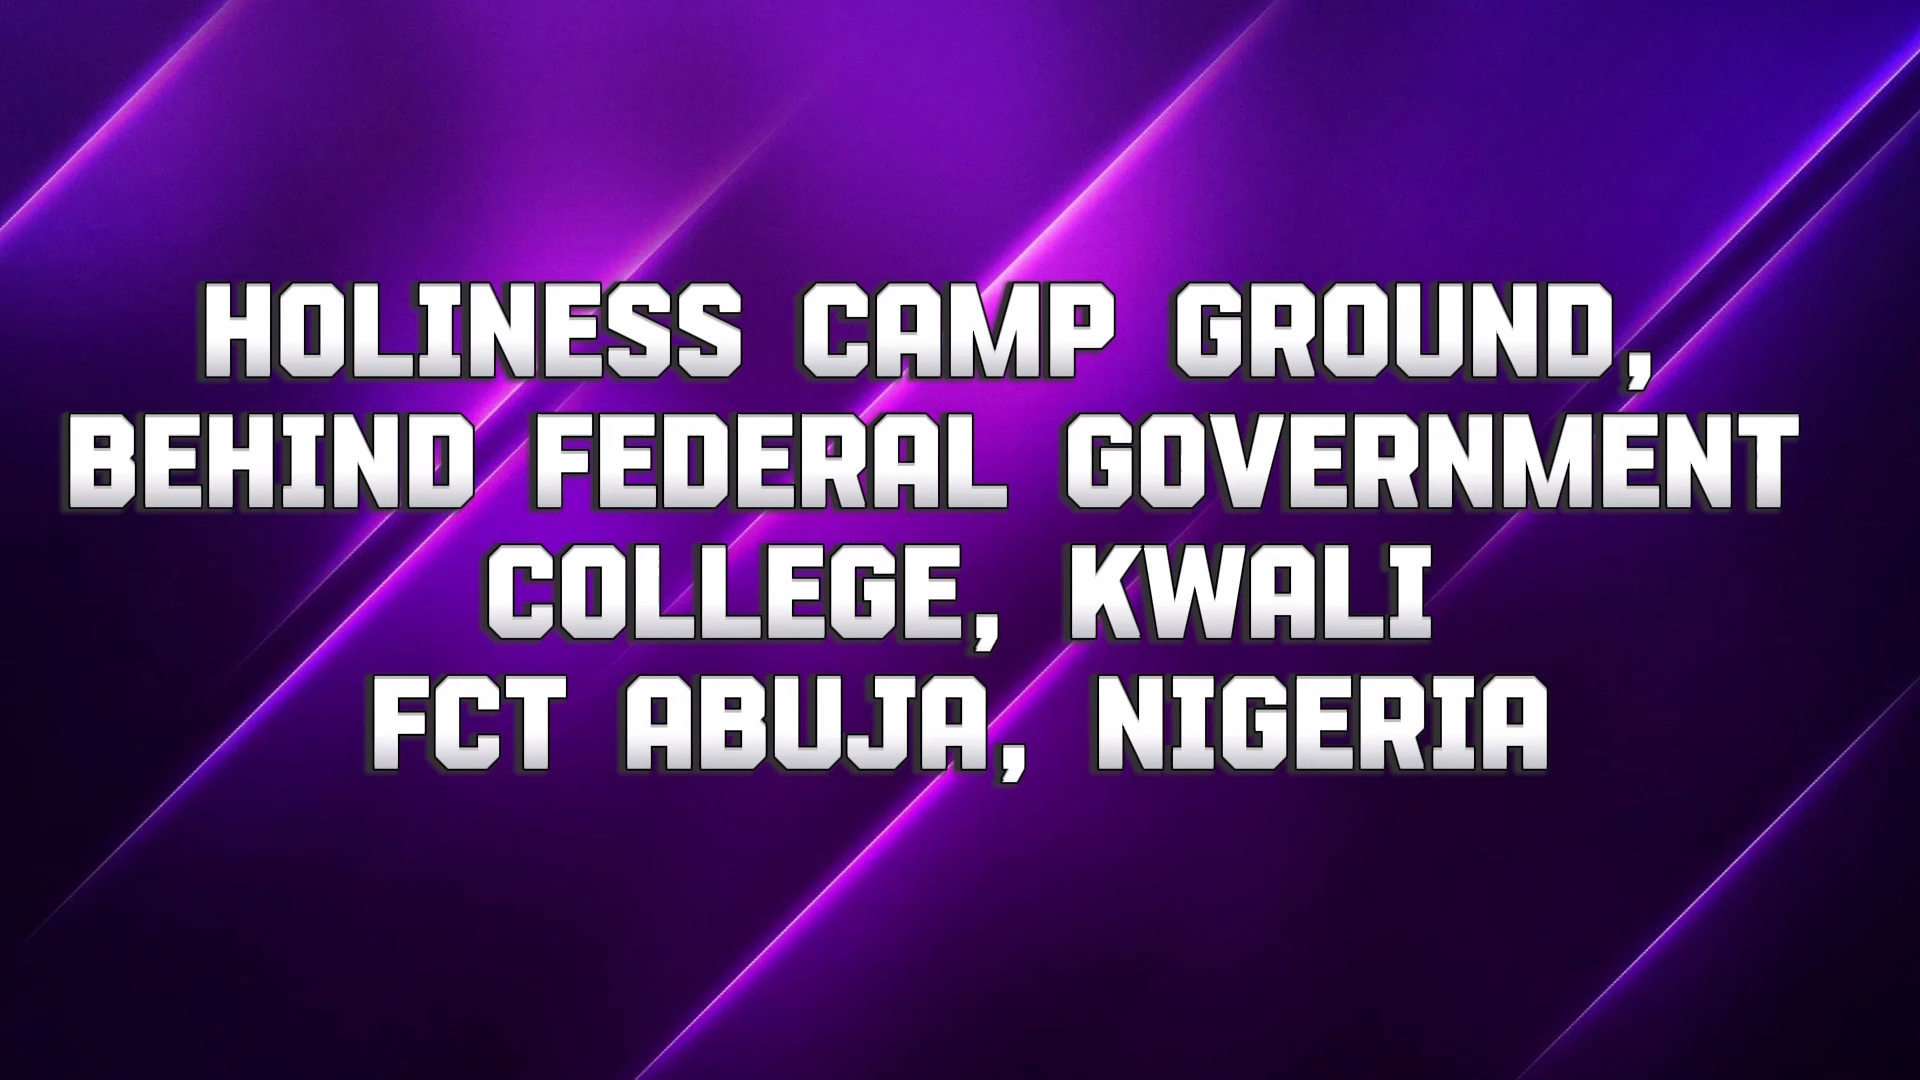 HOLINESS CAMP GROUND,
BEHIND FEDERAL GOVERNMENT
COLLEGE, KWALI
FCT ABUJA, NIGERIA